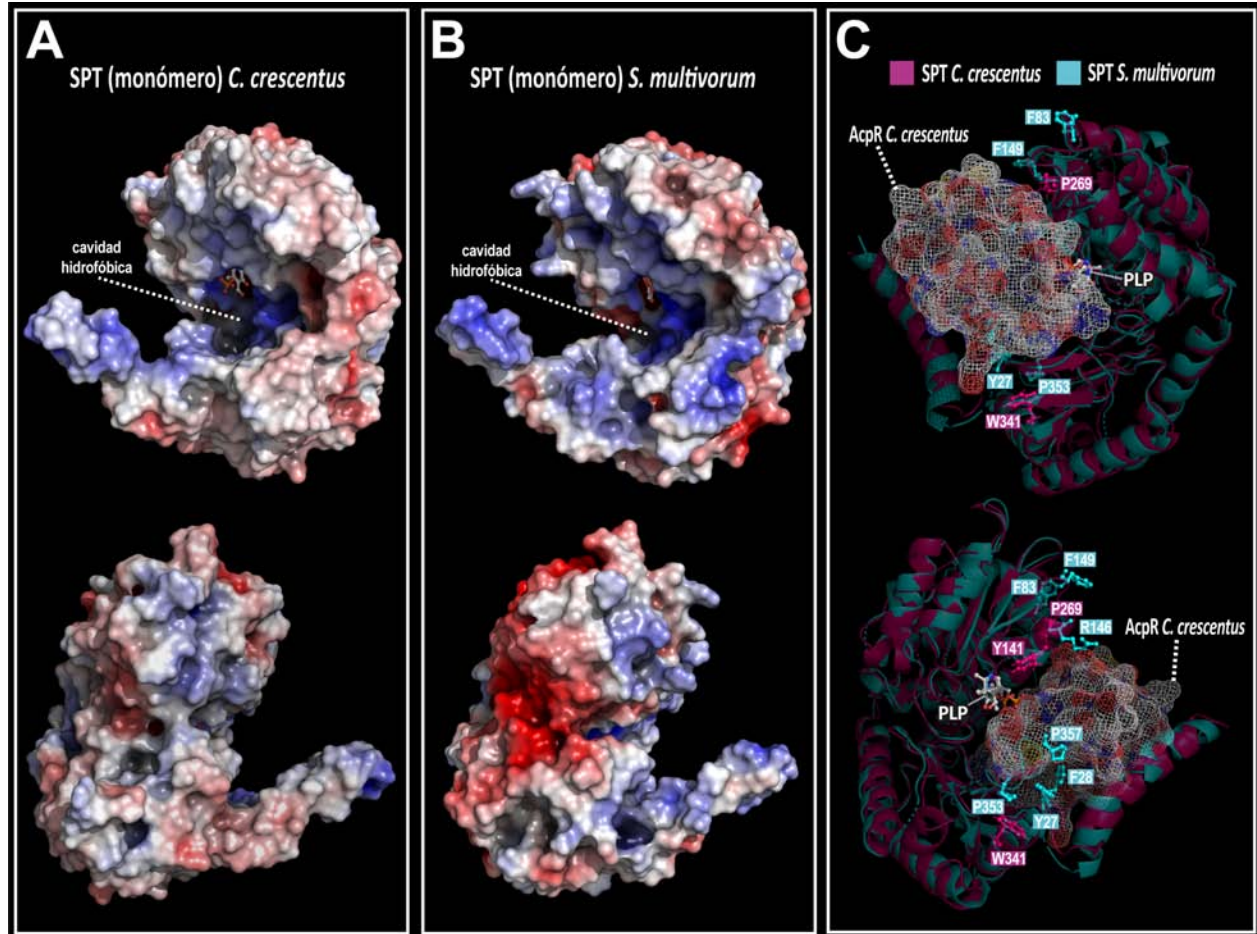 A
SPT (monómero) C. crescentus
cavidad
hidrofóbica
B
SPT (monómero) S. multivorum
cavidad
hidrofóbica
C
SPT C. crescentus
SPT S. multivorum
AcpR C. crescentus
F83
F149
P269
PLP
Y27
P353
W341
F149
F83
P269
R146
AcpR C. crescentus
Y141
PLP
P357
F28
P353
Y27
W341